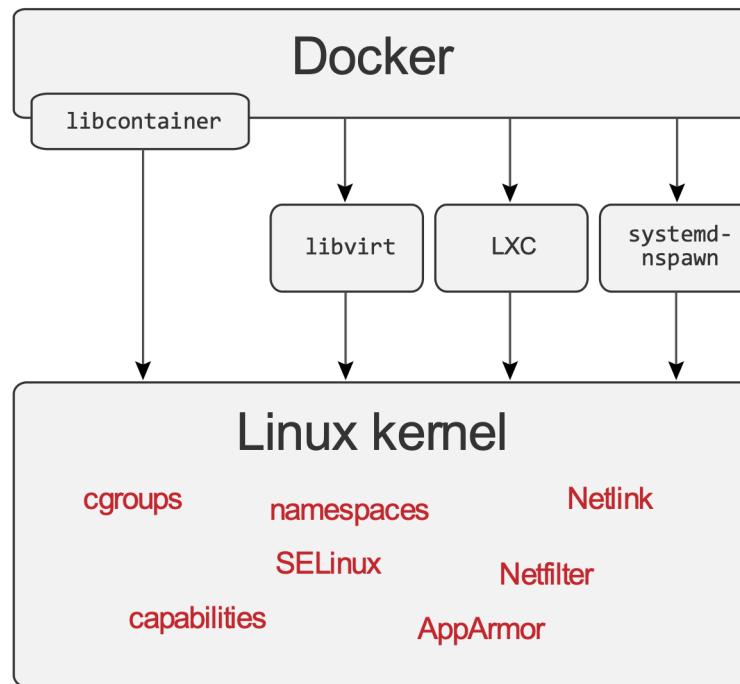 Docker
libcontainer
libvirt
LXC
systemd-
nspawn
Linux kernel
cgroups
namespaces
Netlink
SELinux
Netfilter
capabilities
AppArmor